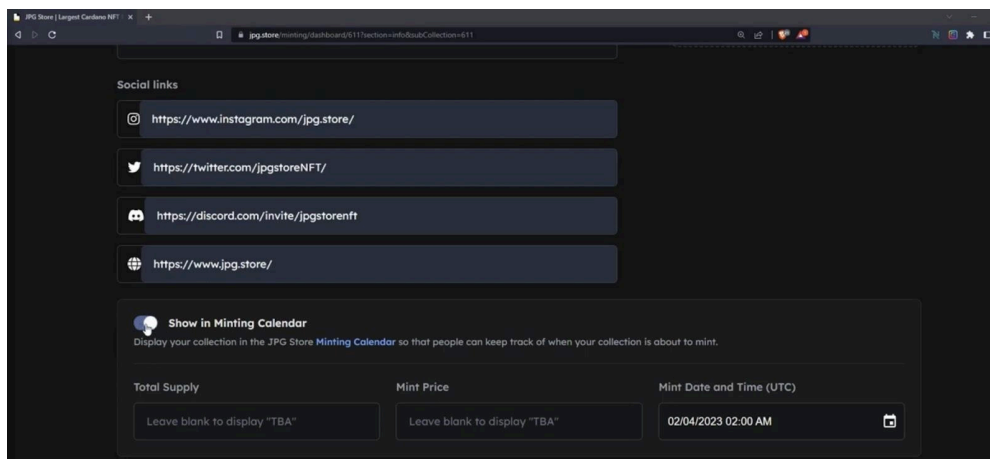 JPG Store | Largest Cardano NFT
jpg.store/minting/dashboard/611?section=info&subCollection=611
Social links
https://www.instagram.com/jpg.store/
https://twitter.com/jpgstoreNFT/
https://discord.com/invite/jpgstorenft
https://www.jpg.store/
Show in Minting Calendar
Display your collection in the JPG Store Minting Calendar so that people can keep track of when your collection is about to mint.
Total Supply Mint Price Mint Date and Time (UTC)
Leave blank to display "TBA" Leave blank to display "TBA" 02/04/2023 02:00 AM